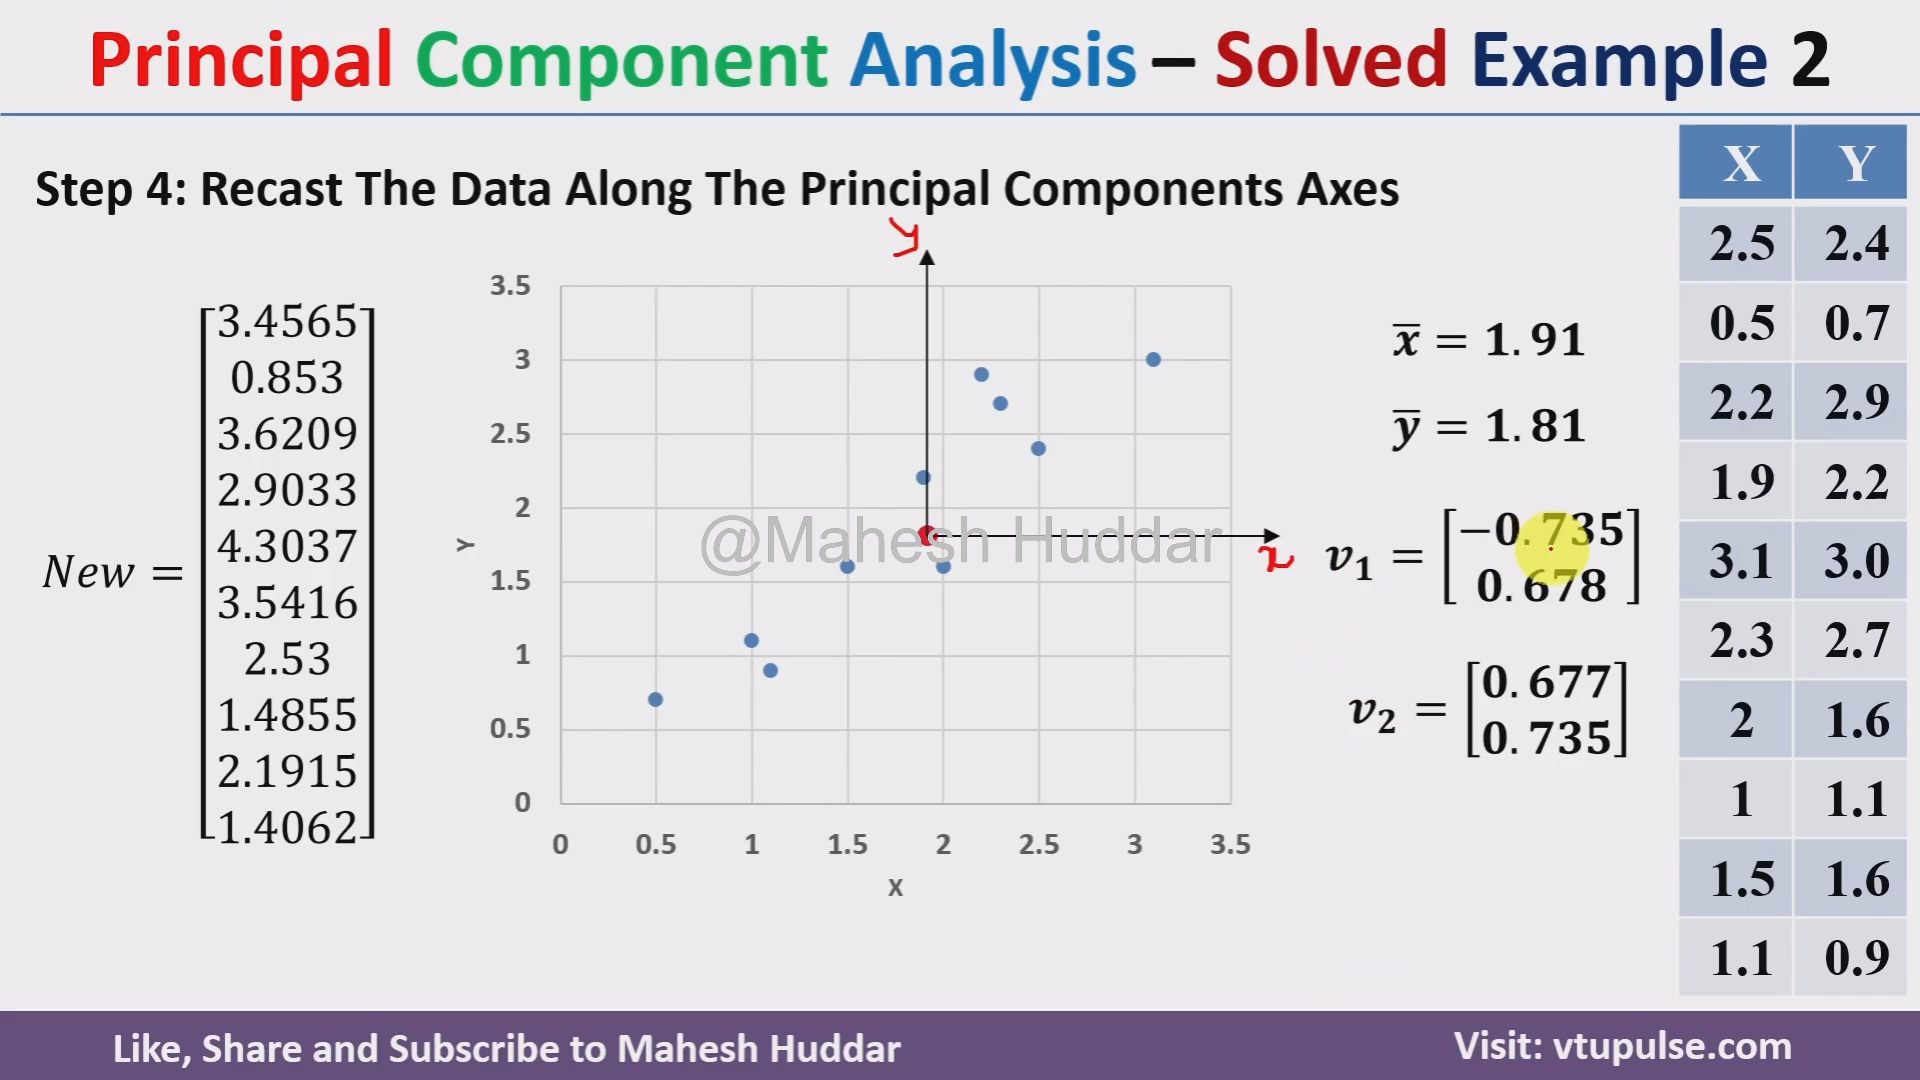 Principal Component Analysis – Solved Example 2
Step 4: Recast The Data Along The Principal Components Axes
New =
3.4565
0.853
3.6209
2.9033
4.3037
3.5416
2.53
1.4855
2.1915
1.4062
y
3.5
3
2.5
2
1.5
1
0.5
0
Y
0 0.5 1 1.5 2 2.5 3 3.5
X
x
@Mahesh Huddar
x̅ = 1.91
y̅ = 1.81
v₁ = [−0.735
0.678]
v₂ = [0.677
0.735]
X Y
2.5 2.4
0.5 0.7
2.2 2.9
1.9 2.2
3.1 3.0
2.3 2.7
2 1.6
1 1.1
1.5 1.6
1.1 0.9
Like, Share and Subscribe to Mahesh Huddar
Visit: vtupulse.com